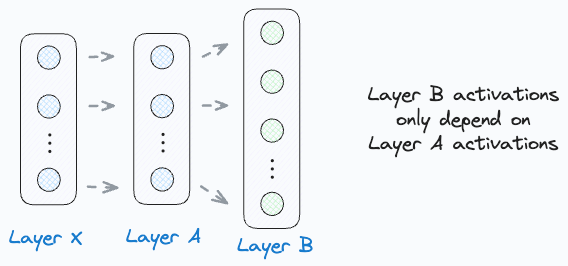 Layer B activations
only depend on
Layer A activations
Layer X
Layer A
Layer B